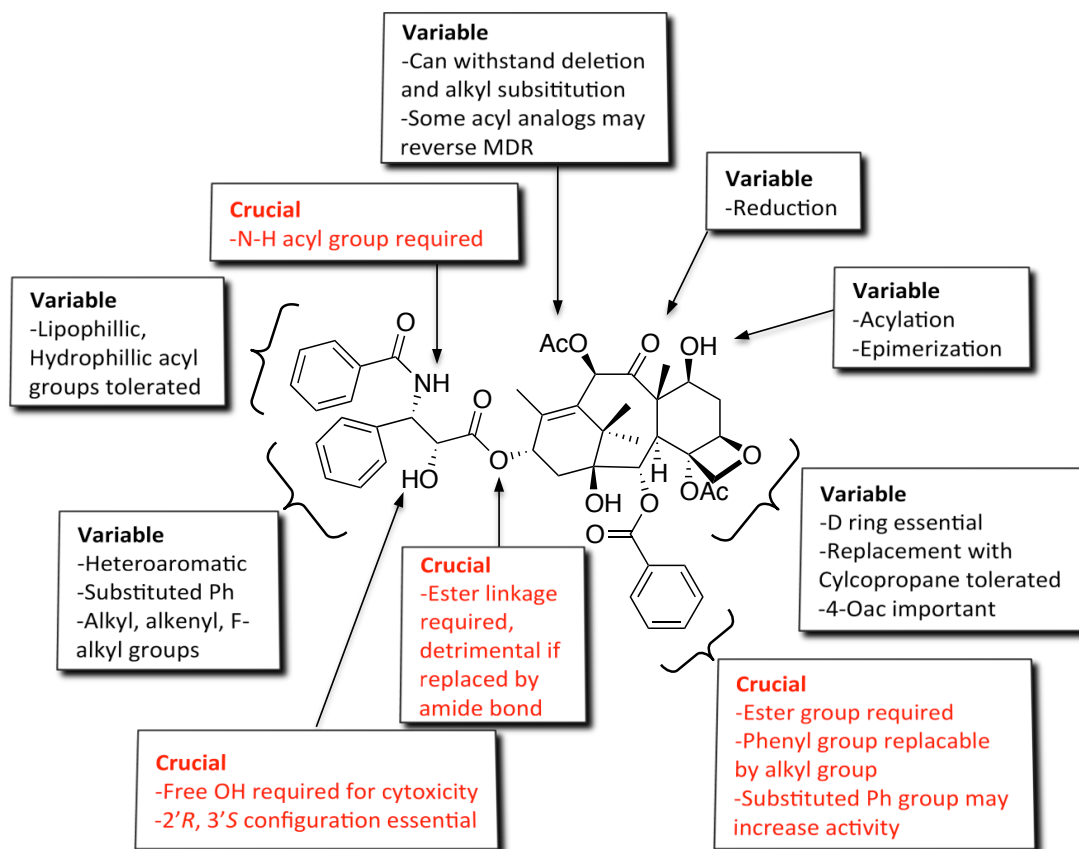 Variable
-Can withstand deletion
and alkyl subsititution
-Some acyl analogs may
reverse MDR
Variable
-Reduction
Crucial
-N-H acyl group required
Variable
-Lipophillic,
Hydrophillic acyl
groups tolerated
Variable
-Acylation
-Epimerization
O
NH
O
O
HO
AcO
O
OH
O
H
OAc
OH
O
O
Variable
-Heteroaromatic
-Substituted Ph
-Alkyl, alkenyl, F-
alkyl groups
Crucial
-Ester linkage
required,
detrimental if
replaced by
amide bond
Variable
-D ring essential
-Replacement with
Cylcopropane tolerated
-4-Oac important
Crucial
-Free OH required for cytoxicity
-2'R, 3'S configuration essential
Crucial
-Ester group required
-Phenyl group replacable
by alkyl group
-Substituted Ph group may
increase activity